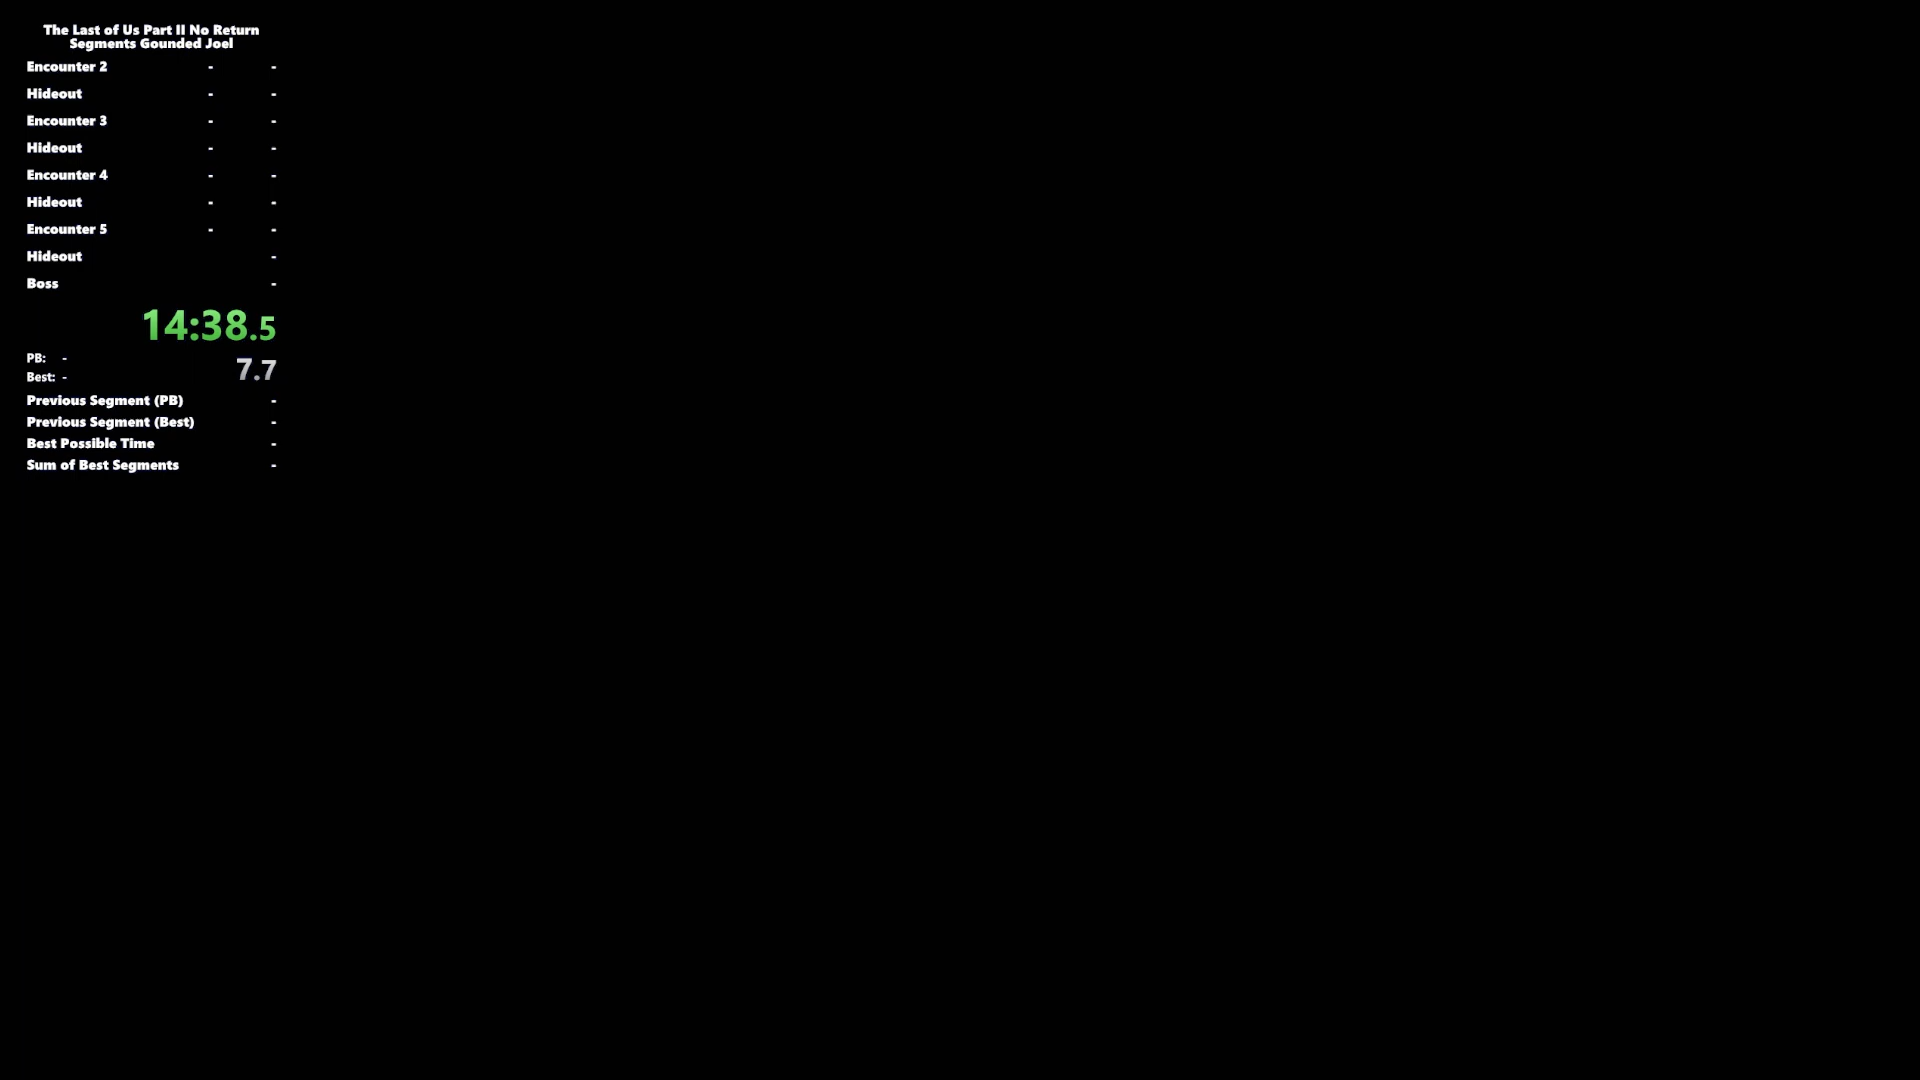 The Last of Us Part II No Return
Segments Gounded Joel
Encounter 2 - -
Hideout - -
Encounter 3 - -
Hideout - -
Encounter 4 - -
Hideout - -
Encounter 5 - -
Hideout -
Boss -
14:38.5
PB: -
7.7
Best: -
Previous Segment (PB) -
Previous Segment (Best) -
Best Possible Time -
Sum of Best Segments -